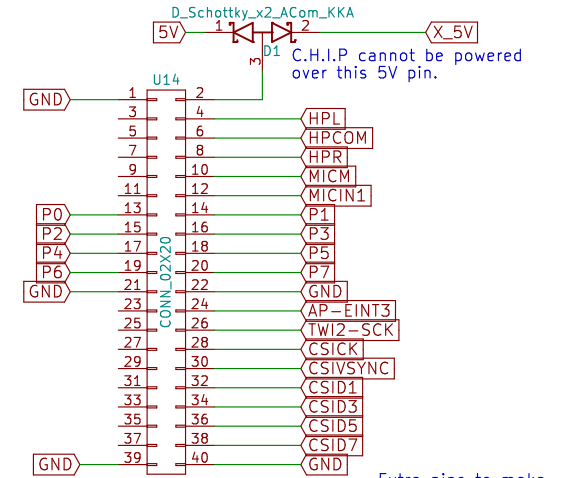 D_Schottky_x2_ACom_KKA
5V 1 2 X_5V
D1
3
C.H.I.P cannot be powered
over this 5V pin.
U14
GND 1 2
3 4 HPL
5 6 HPCOM
7 8 HPR
9 10 MICM
11 12 MICIN1
P0 13 14 P1
P2 15 16 P3
P4 17 18 P5
P6 19 20 P7
GND 21 22 GND
23 24 AP-EINT3
25 26 TWI2-SCK
27 28 CSICK
29 30 CSIVSYNC
31 32 CSID1
33 34 CSID3
35 36 CSID5
37 38 CSID7
GND 39 40 GND
CONN_02X20